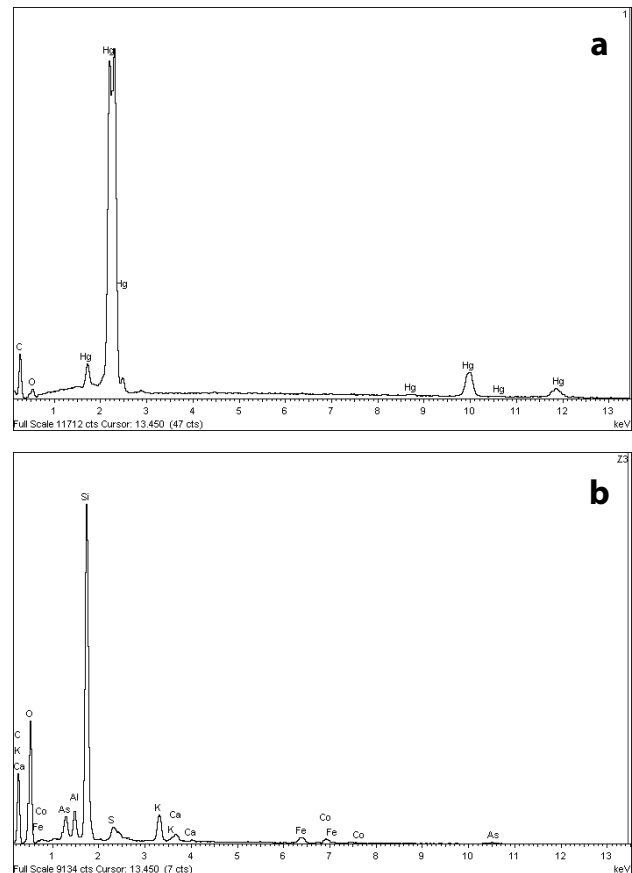 1
a
Hg
Hg
C
O
Hg
Hg
Hg
Hg
Hg
1 2 3 4 5 6 7 8 9 10 11 12 13
Full Scale 11712 cts Cursor: 13.450 (47 cts)
keV
Z3
b
Si
O
C
K
Ca
Co
Fe
As
Al
S
K
Ca
K
Ca
Fe
Co
Fe
Co
As
1 2 3 4 5 6 7 8 9 10 11 12 13
Full Scale 9134 cts Cursor: 13.450 (7 cts)
keV